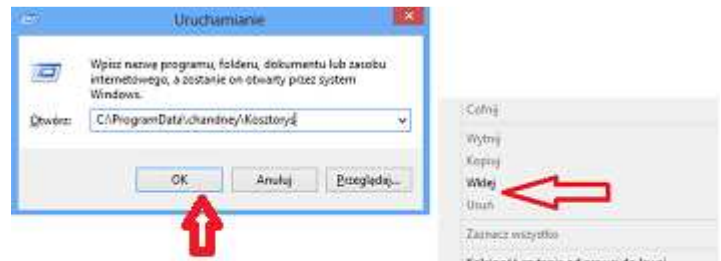 Uruchamianie
Wpisz nazwę programu, folderu, dokumentu lub zasobu
internetowego, a zostanie on otwarty przez system
Windows.
Otwórz: C:\ProgramData\chandney\Kosztorys
OK Anuluj Przeglądaj...
Cofnij
Wytnij
Kopiuj
Wklej
Usuń
Zaznacz wszystko